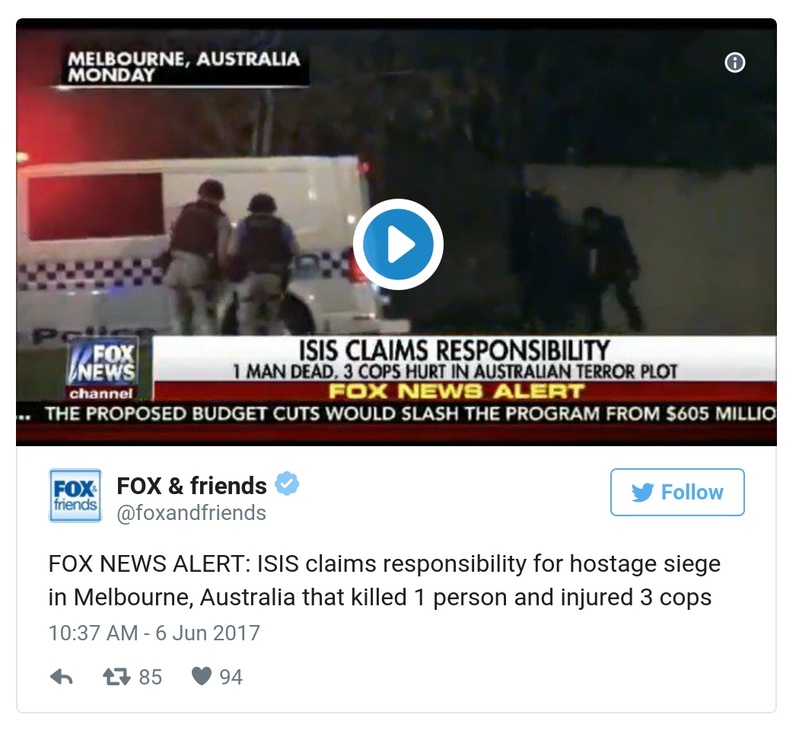 MELBOURNE, AUSTRALIA
MONDAY
Police
FOX
NEWS
channel
ISIS CLAIMS RESPONSIBILITY
1 MAN DEAD, 3 COPS HURT IN AUSTRALIAN TERROR PLOT
FOX NEWS ALERT
... THE PROPOSED BUDGET CUTS WOULD SLASH THE PROGRAM FROM $605 MILLIO
FOX&
friends
FOX & friends
@foxandfriends
Follow
FOX NEWS ALERT: ISIS claims responsibility for hostage siege
in Melbourne, Australia that killed 1 person and injured 3 cops
10:37 AM - 6 Jun 2017
85 94